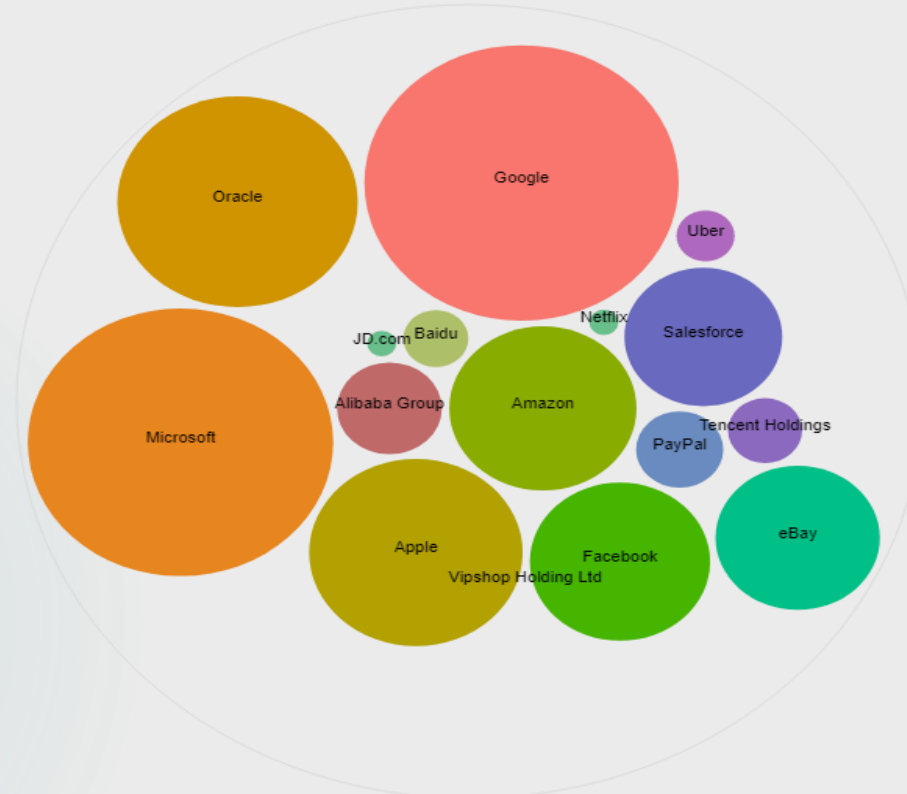 Google
Oracle
Uber
Netflix
Salesforce
Baidu
JD.com
Alibaba Group
Amazon
Tencent Holdings
Microsoft
PayPal
eBay
Apple
Facebook
Vipshop Holding Ltd